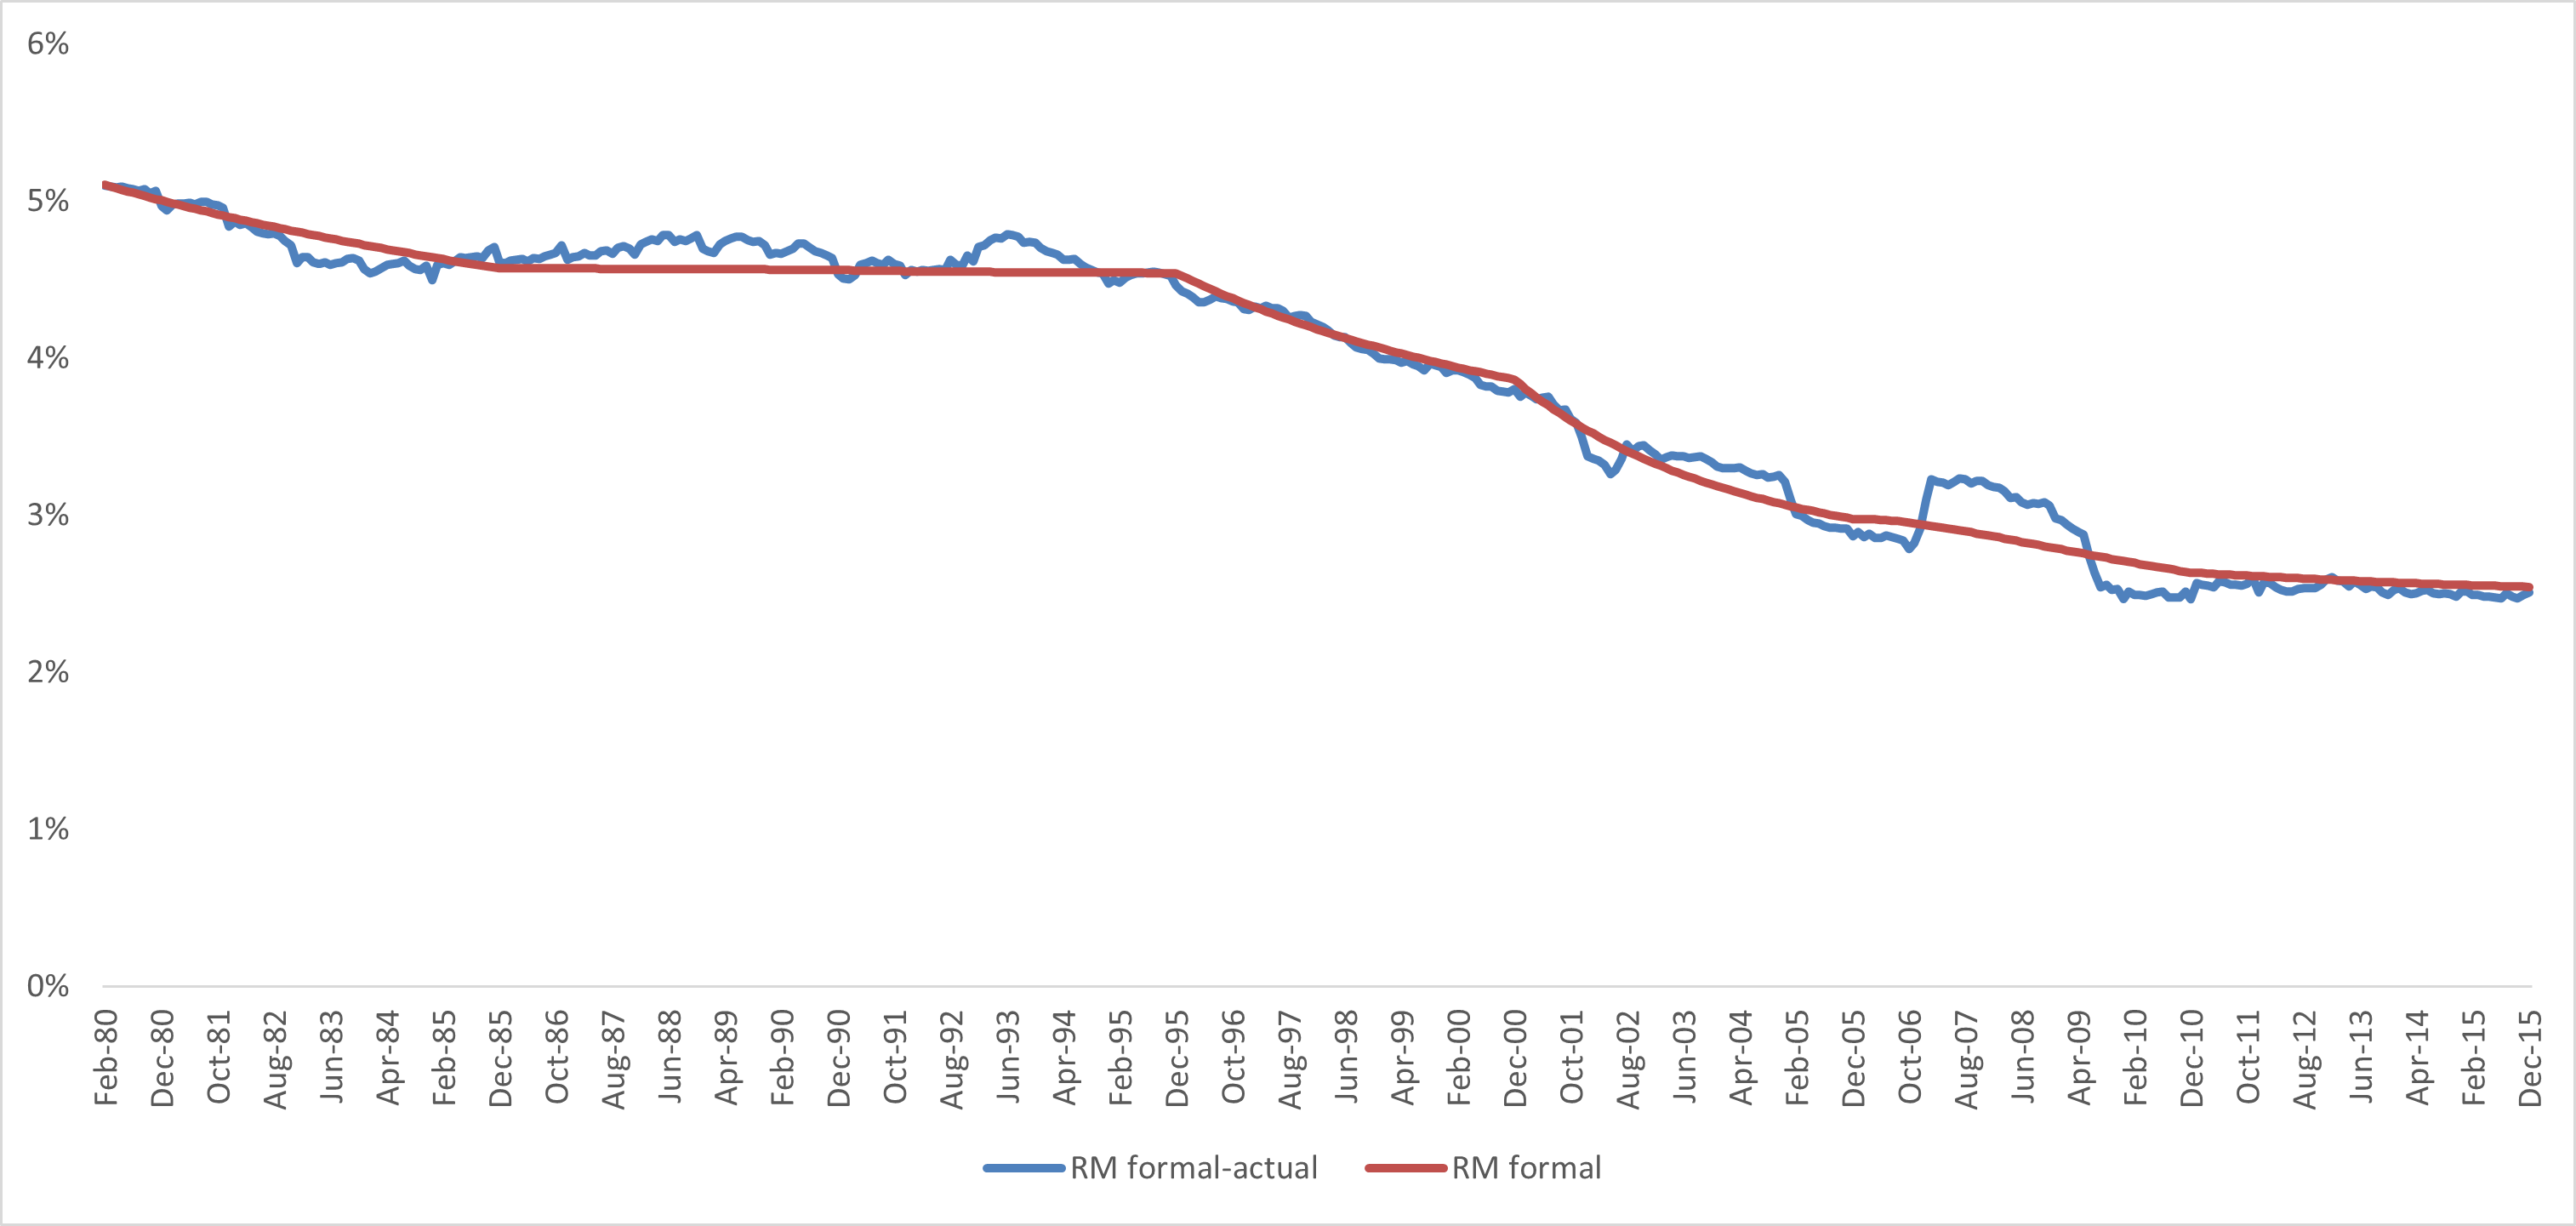 6%
5%
4%
3%
2%
1%
0%
Feb-80
Dec-80
Oct-81
Aug-82
Jun-83
Apr-84
Feb-85
Dec-85
Oct-86
Aug-87
Jun-88
Apr-89
Feb-90
Dec-90
Oct-91
Aug-92
Jun-93
Apr-94
Feb-95
Dec-95
Oct-96
Aug-97
Jun-98
Apr-99
Feb-00
Dec-00
Oct-01
Aug-02
Jun-03
Apr-04
Feb-05
Dec-05
Oct-06
Aug-07
Jun-08
Apr-09
Feb-10
Dec-10
Oct-11
Aug-12
Jun-13
Apr-14
Feb-15
Dec-15
RM formal-actual
RM formal